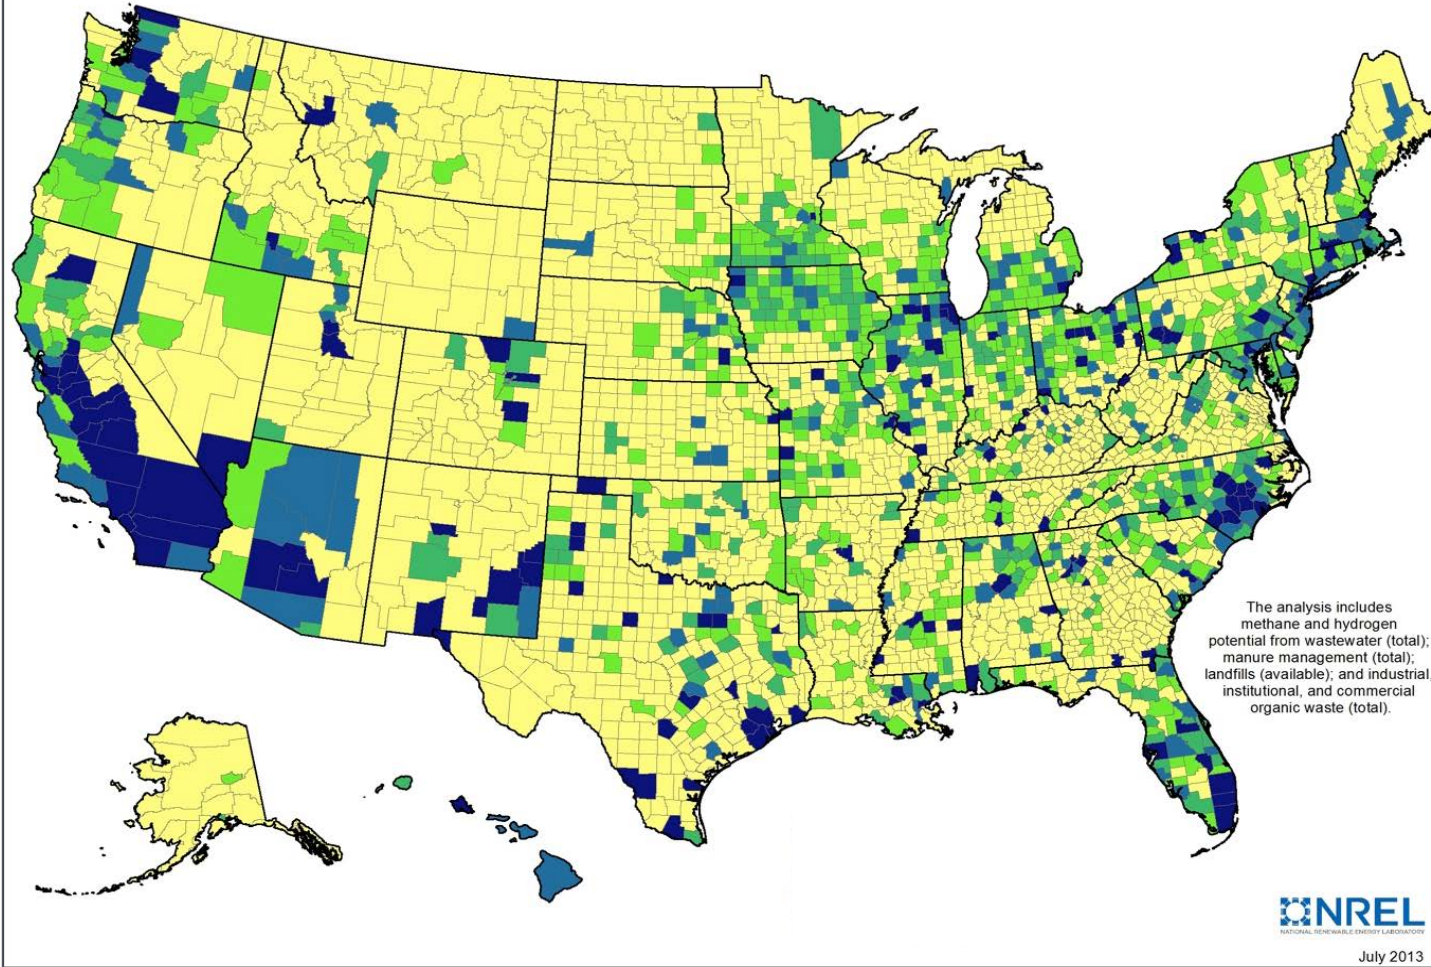 The analysis includes
methane and hydrogen
potential from wastewater (total);
manure management (total);
landfills (available); and industrial,
institutional, and commercial
organic waste (total).
NREL
NATIONAL RENEWABLE ENERGY LABORATORY
July 2013